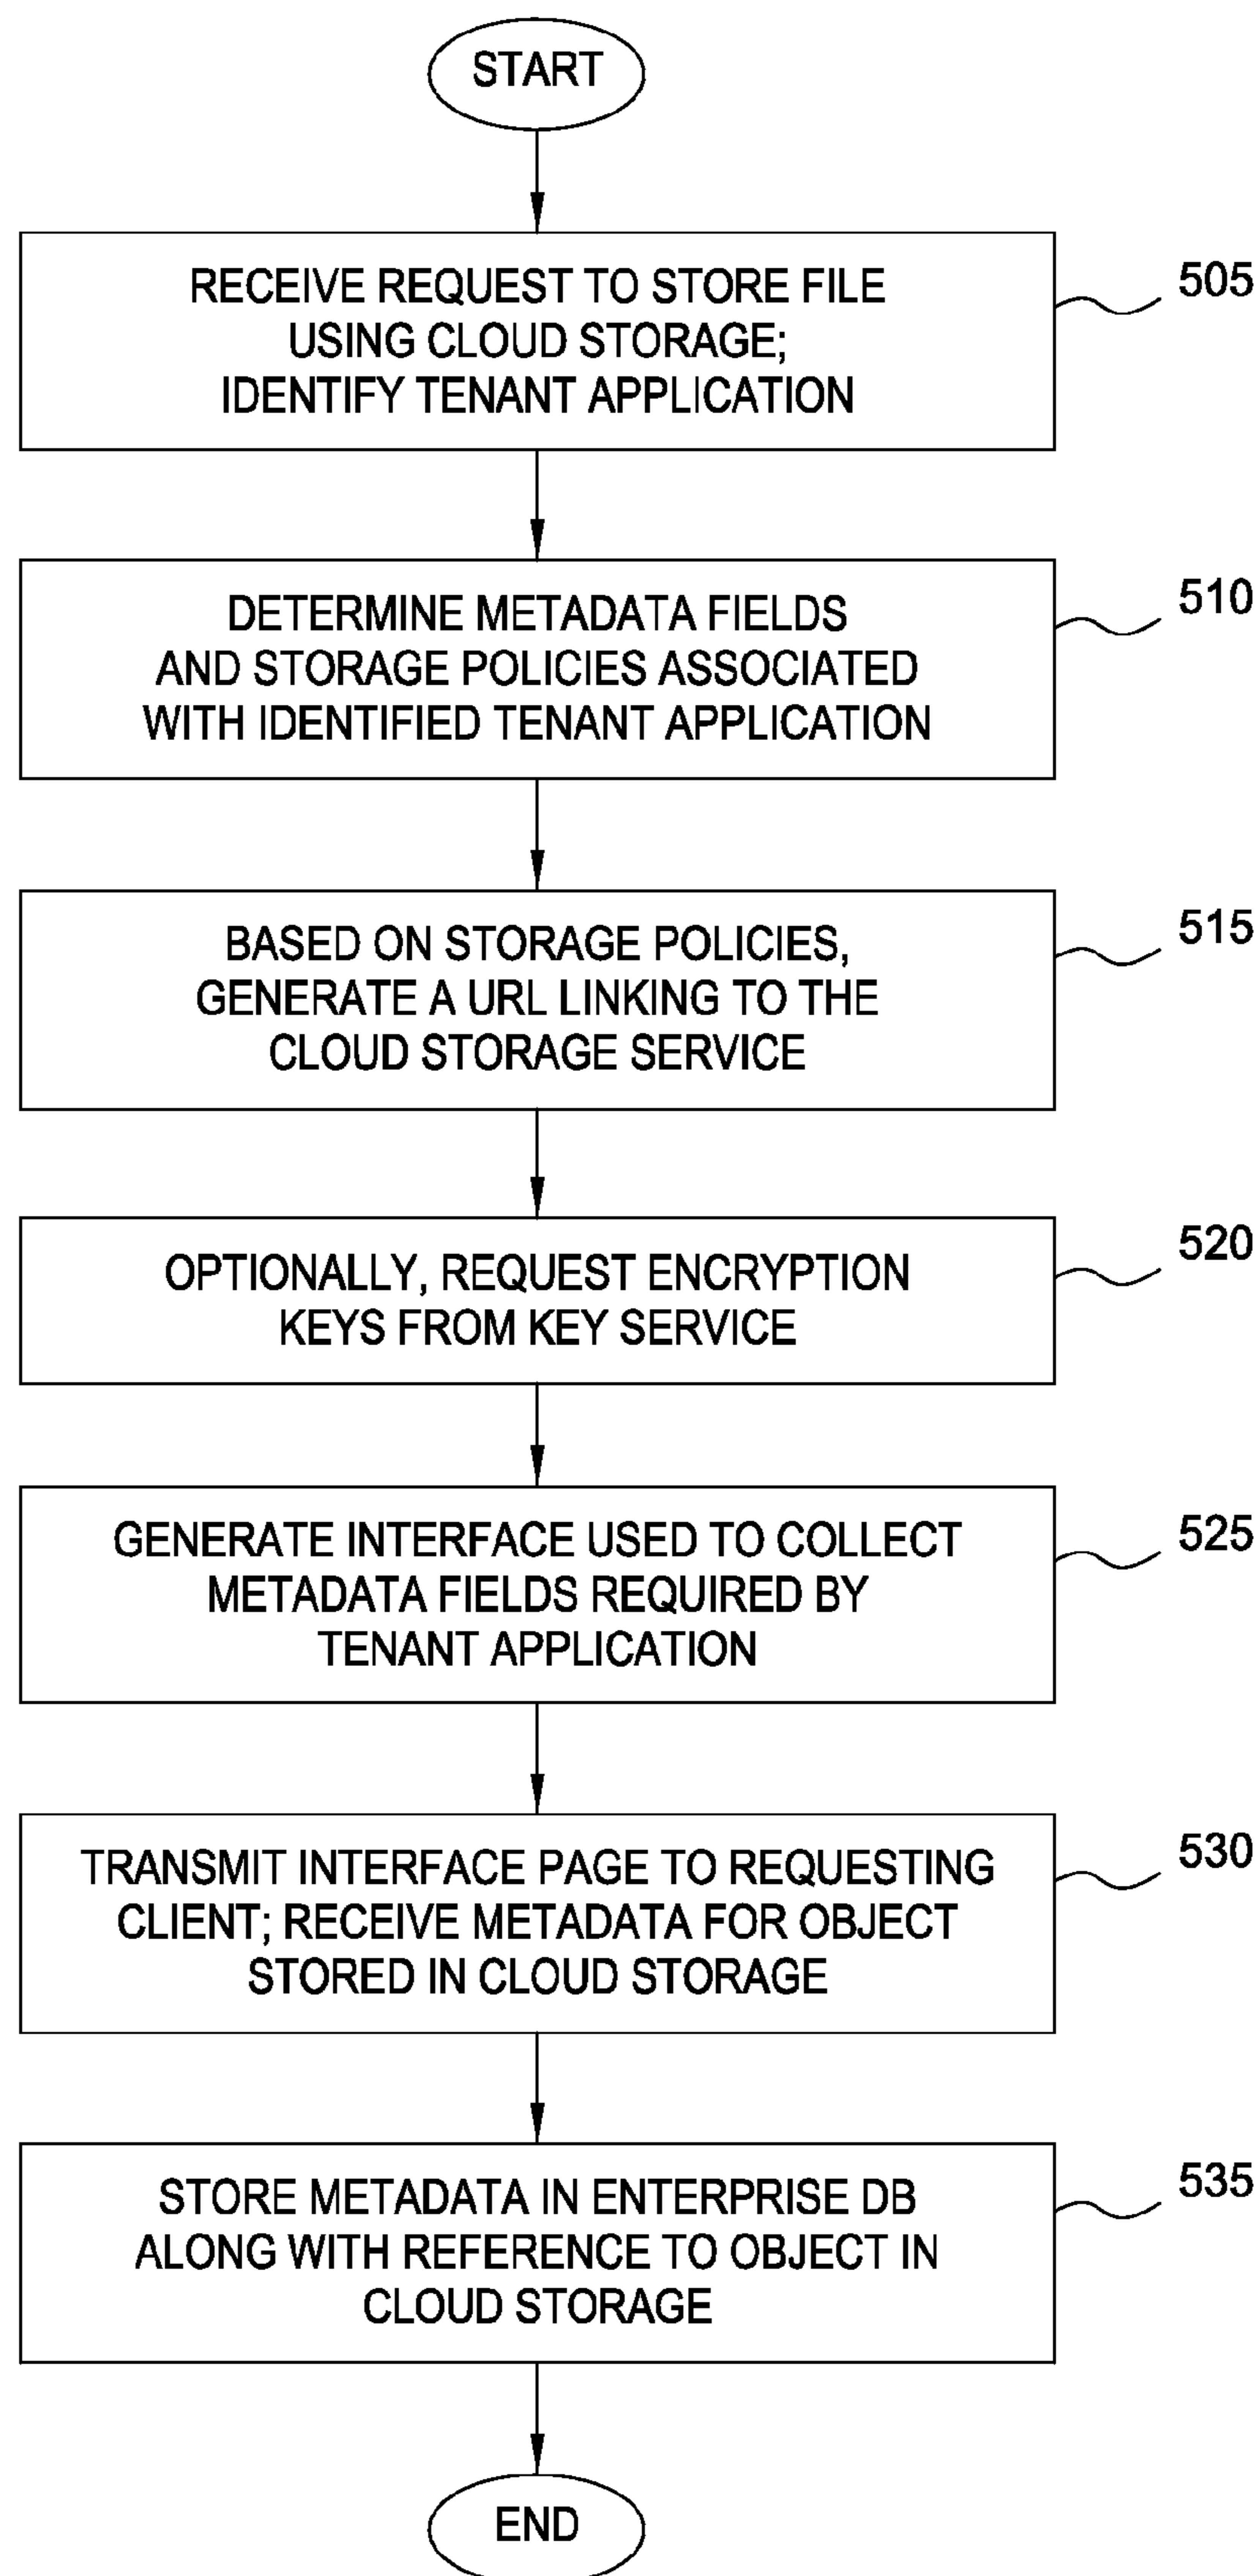 START
RECEIVE REQUEST TO STORE FILE
USING CLOUD STORAGE;
IDENTIFY TENANT APPLICATION
505
DETERMINE METADATA FIELDS
AND STORAGE POLICIES ASSOCIATED
WITH IDENTIFIED TENANT APPLICATION
510
BASED ON STORAGE POLICIES,
GENERATE A URL LINKING TO THE
CLOUD STORAGE SERVICE
515
OPTIONALLY, REQUEST ENCRYPTION
KEYS FROM KEY SERVICE
520
GENERATE INTERFACE USED TO COLLECT
METADATA FIELDS REQUIRED BY
TENANT APPLICATION
525
TRANSMIT INTERFACE PAGE TO REQUESTING
CLIENT; RECEIVE METADATA FOR OBJECT
STORED IN CLOUD STORAGE
530
STORE METADATA IN ENTERPRISE DB
ALONG WITH REFERENCE TO OBJECT IN
CLOUD STORAGE
535
END